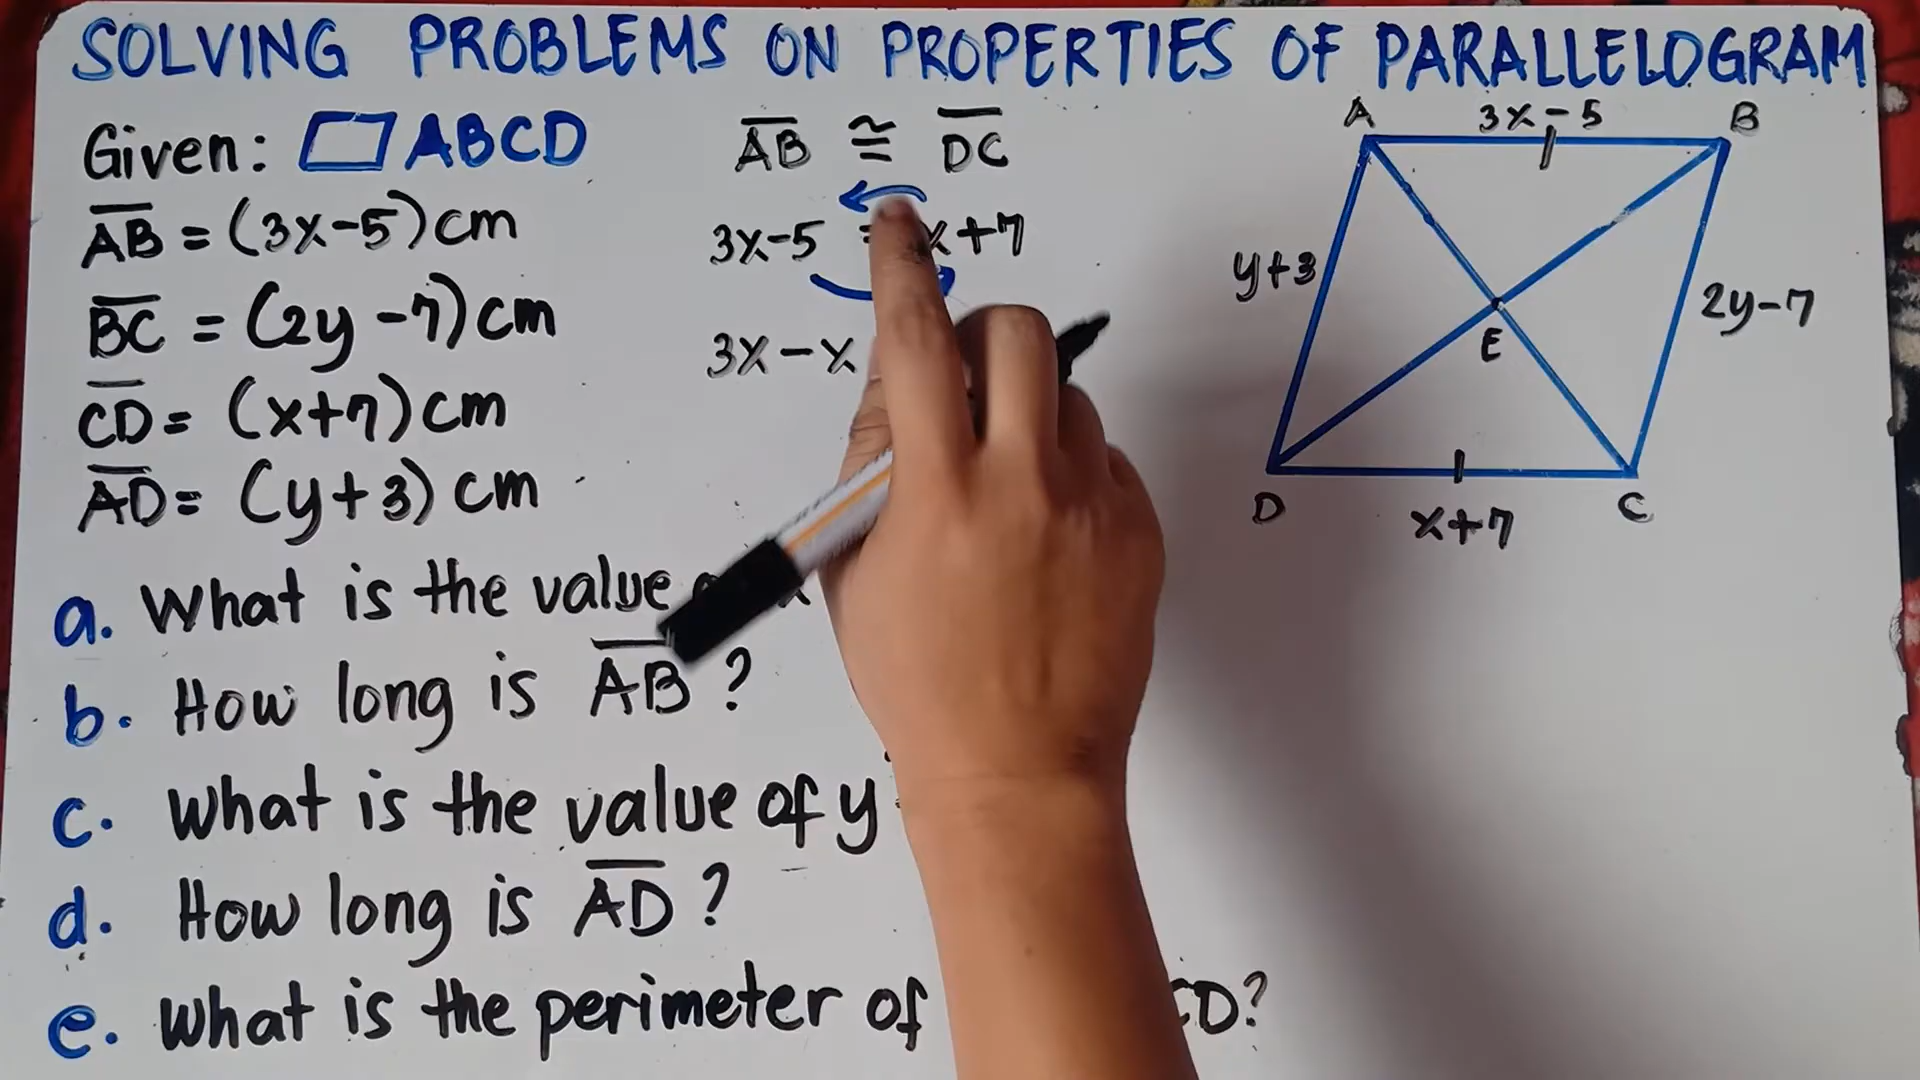 SOLVING PROBLEMS ON PROPERTIES OF PARALLELOGRAM
Given: ▱ABCD
AB = (3x-5)cm
BC = (2y-7)cm
CD = (x+7)cm
AD = (y+3)cm
a. What is the value
b. How long is AB?
c. What is the value of y
d. How long is AD?
e. What is the perimeter of CD?
AB ≅ DC
3x-5 = x+7
3x-x
A
3x-5
B
y+3
E
2y-7
D
x+7
C